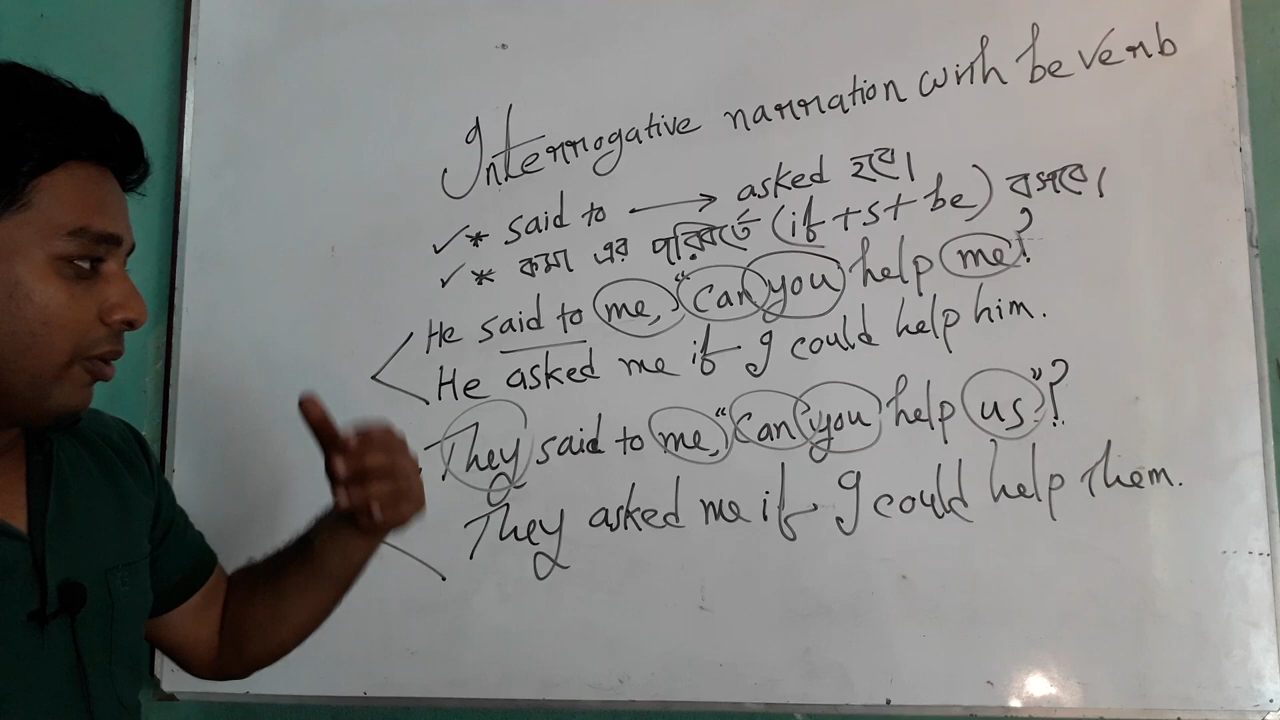 Interrogative narration with be verb
✓* said to → asked হবে।
✓* কমা এর পরিবর্তে (if + s + be) বসবে।
He said to me, "can you help me?
He asked me if I could help him.
They said to me, "can you help us"?
They asked me if I could help them.